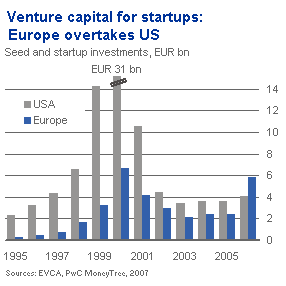 Venture capital for startups:
Europe overtakes US
Seed and startup investments, EUR bn
EUR 31 bn
USA
Europe
14
12
10
8
6
4
2
0
1995 1997 1999 2001 2003 2005
Sources: EVCA, PwC MoneyTree, 2007